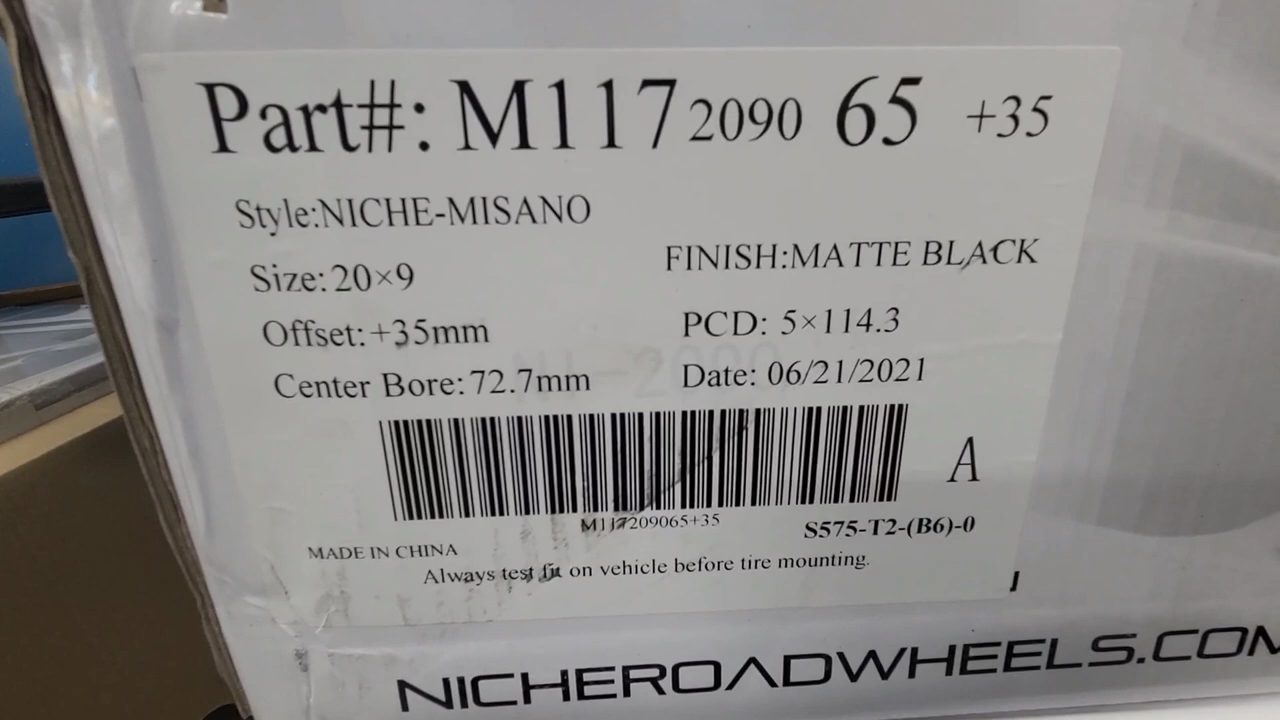 Part#: M117 2090 65 +35
Style:NICHE-MISANO
FINISH:MATTE BLACK
Size:20×9
Offset:+35mm
PCD: 5×114.3
Center Bore:72.7mm
Date: 06/21/2021
A
M117209065+35
S575-T2-(B6)-0
MADE IN CHINA
Always test fit on vehicle before tire mounting.
NICHEROADWHEELS.COM